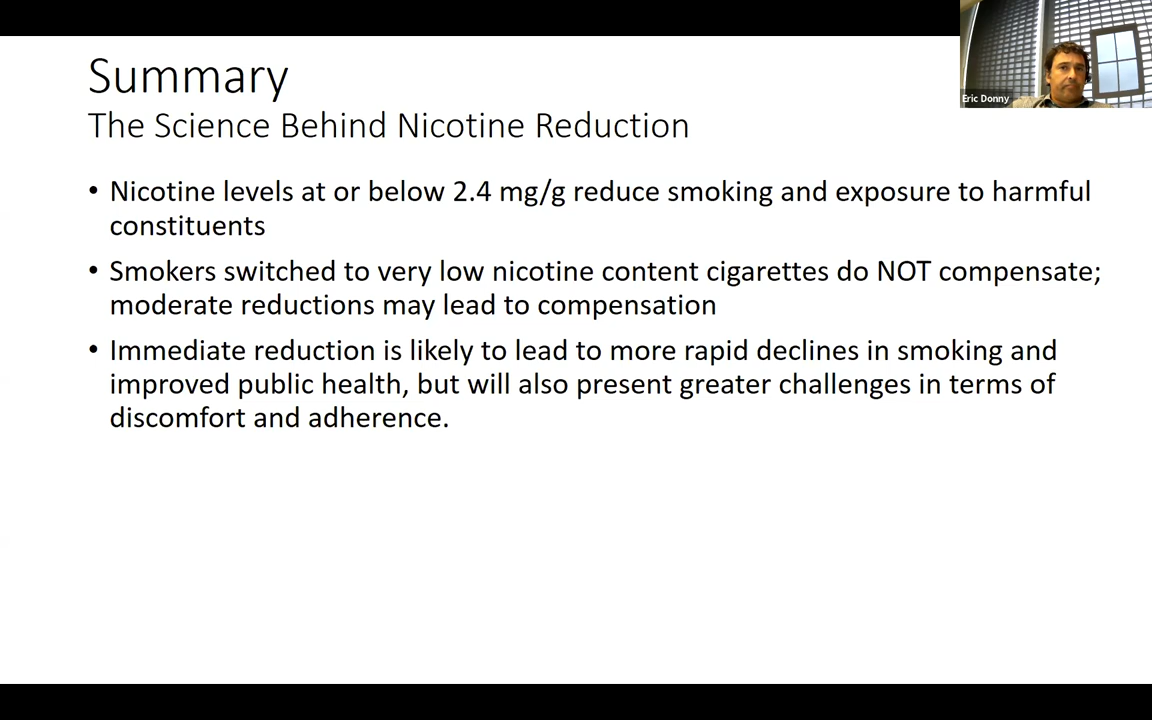 Summary
The Science Behind Nicotine Reduction
• Nicotine levels at or below 2.4 mg/g reduce smoking and exposure to harmful
constituents
• Smokers switched to very low nicotine content cigarettes do NOT compensate;
moderate reductions may lead to compensation
• Immediate reduction is likely to lead to more rapid declines in smoking and
improved public health, but will also present greater challenges in terms of
discomfort and adherence.
Eric Donny